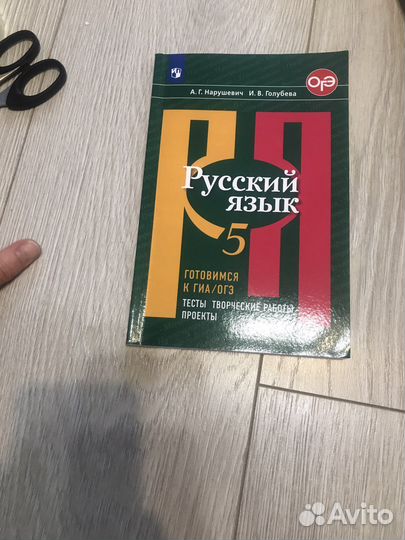 А. Г. Нарушевич И. В. Голубева
ОГЭ
Русский
язык
5
ГОТОВИМСЯ
К ГИА/ОГЭ
ТЕСТЫ ТВОРЧЕСКИЕ РАБОТЫ
ПРОЕКТЫ
Avito